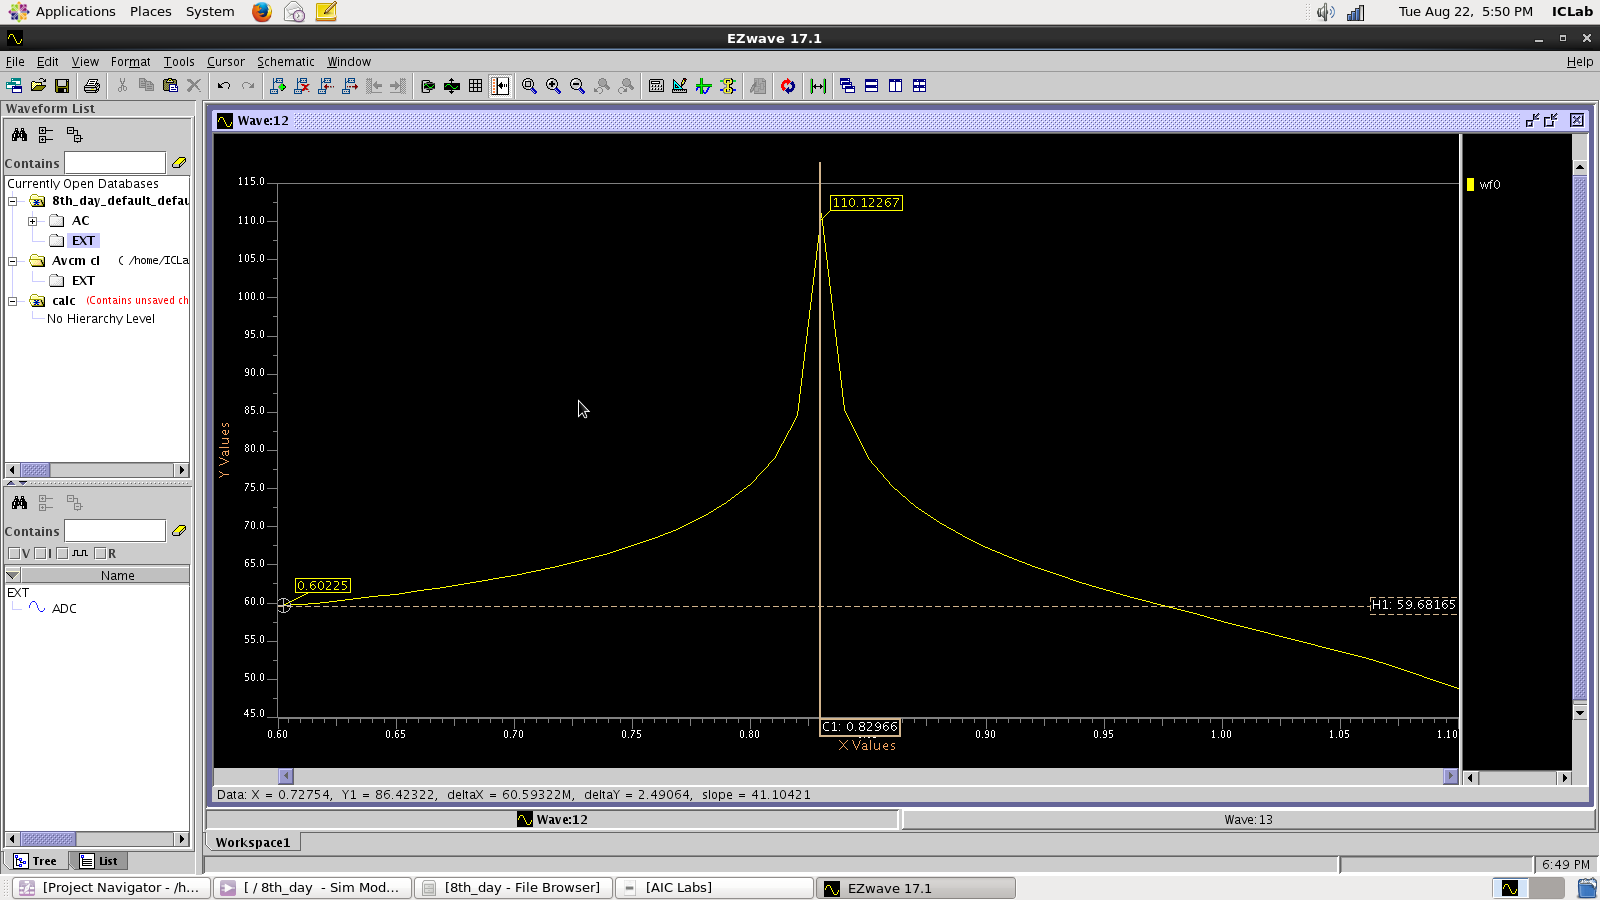 Applications Places System Tue Aug 22, 5:50 PM ICLab
EZwave 17.1
File Edit View Format Tools Cursor Schematic Window Help
Waveform List
Contains
Currently Open Databases
8th_day_default_defau
AC
EXT
Avcm cl ( /home/ICLa
EXT
calc (Contains unsaved ch
No Hierarchy Level
Contains
V I R
Name
EXT
ADC
Tree List
Wave:12
wf0
115.0
110.0
105.0
100.0
95.0
90.0
85.0
80.0
75.0
70.0
65.0
60.0
55.0
50.0
45.0
Y Values
110.12267
0.60225
H1: 59.68165
C1: 0.82966
0.60 0.65 0.70 0.75 0.80 0.90 0.95 1.00 1.05 1.10
X Values
Data: X = 0.72754, Y1 = 86.42322, deltaX = 60.59322M, deltaY = 2.49064, slope = 41.10421
Wave:12 Wave:13
Workspace1
6:49 PM
[Project Navigator - /h... [ / 8th_day - Sim Mod... [8th_day - File Browser] [AIC Labs] EZwave 17.1